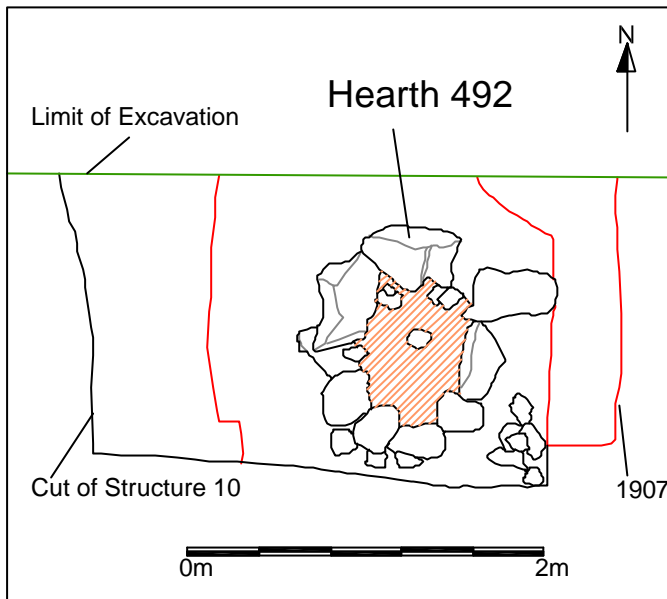 N
Hearth 492
Limit of Excavation
Cut of Structure 10
1907
0m
2m